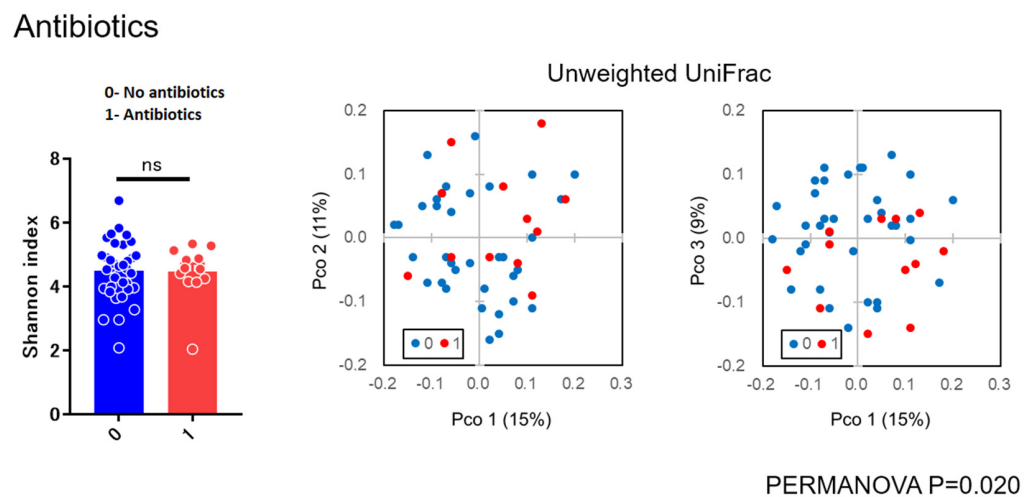 Antibiotics
0- No antibiotics
1- Antibiotics
ns
Shannon index
8
6
4
2
0
0
1
Unweighted UniFrac
Pco 2 (11%)
0.2
0.1
0.0
-0.1
-0.2
0 1
-0.2 -0.1 0.0 0.1 0.2 0.3
Pco 1 (15%)
Pco 3 (9%)
0.2
0.1
0.0
-0.1
-0.2
0 1
-0.2 -0.1 0.0 0.1 0.2 0.3
Pco 1 (15%)
PERMANOVA P=0.020